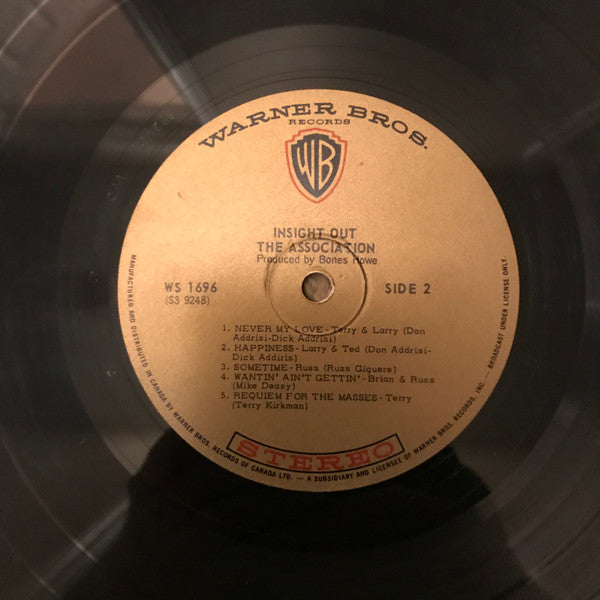 WARNER BROS.
RECORDS
WB
INSIGHT OUT
THE ASSOCIATION
Produced by Bones Howe
WS 1696
(S3 9248)
SIDE 2
1. NEVER MY LOVE - Terry & Larry (Don
Addrisi-Dick Addrisi)
2. HAPPINESS - Larry & Ted (Don Addrisi-
Dick Addirls)
3. SOMETIME - Russ (Russ Giguere)
4. WANTIN' AIN'T GETTIN' - Brian & Russ
(Mike Deasy)
5. REQUIEM FOR THE MASSES - Terry
(Terry Kirkman)
STEREO
MANUFACTURED AND DISTRIBUTED IN CANADA BY WARNER BROS. RECORDS OF CANADA LTD. — A SUBSIDIARY AND LICENSEE OF WARNER BROS. RECORDS, INC. — BROADCAST UNDER LICENSE ONLY